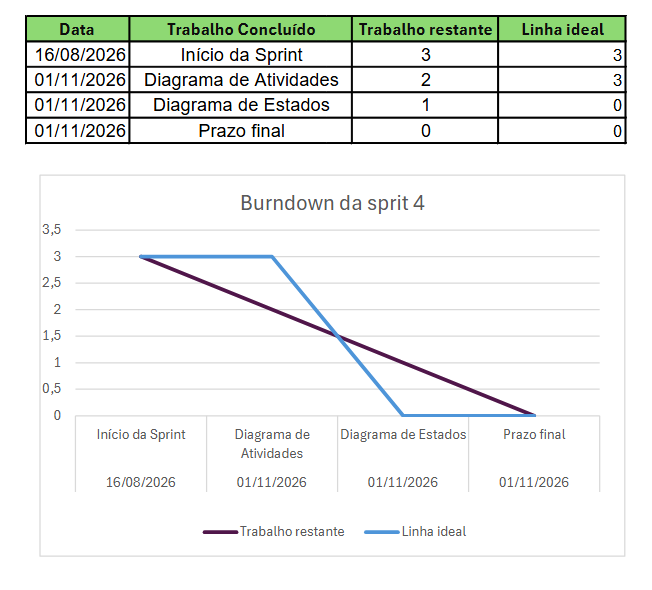 Data Trabalho Concluído Trabalho restante Linha ideal
16/08/2026 Início da Sprint 3 3
01/11/2026 Diagrama de Atividades 2 3
01/11/2026 Diagrama de Estados 1 0
01/11/2026 Prazo final 0 0
Burndown da sprit 4
3,5
3
2,5
2
1,5
1
0,5
0
Início da Sprint Diagrama de Diagrama de Estados Prazo final
Atividades
16/08/2026 01/11/2026 01/11/2026 01/11/2026
Trabalho restante Linha ideal